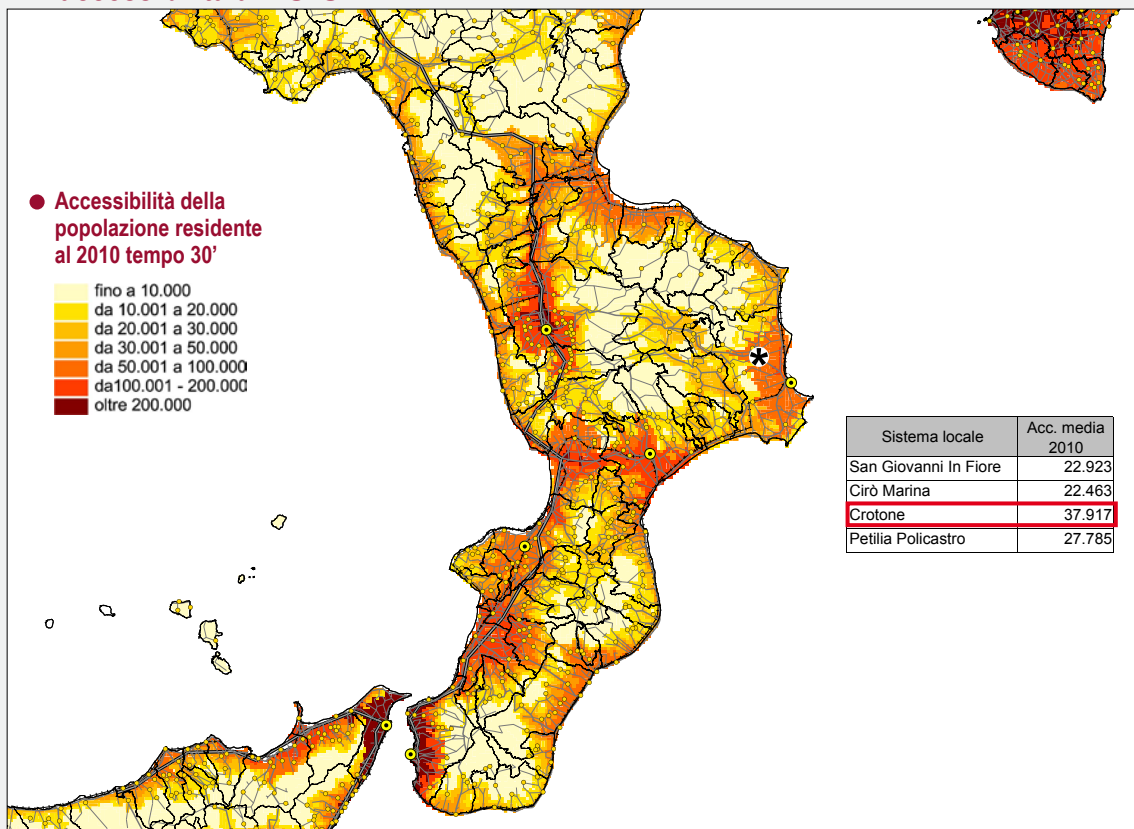 ● Accessibilità della
popolazione residente
al 2010 tempo 30'
fino a 10.000
da 10.001 a 20.000
da 20.001 a 30.000
da 30.001 a 50.000
da 50.001 a 100.000
da100.001 - 200.000
oltre 200.000
*
Sistema locale Acc. media
2010
San Giovanni In Fiore 22.923
Cirò Marina 22.463
Crotone 37.917
Petilia Policastro 27.785